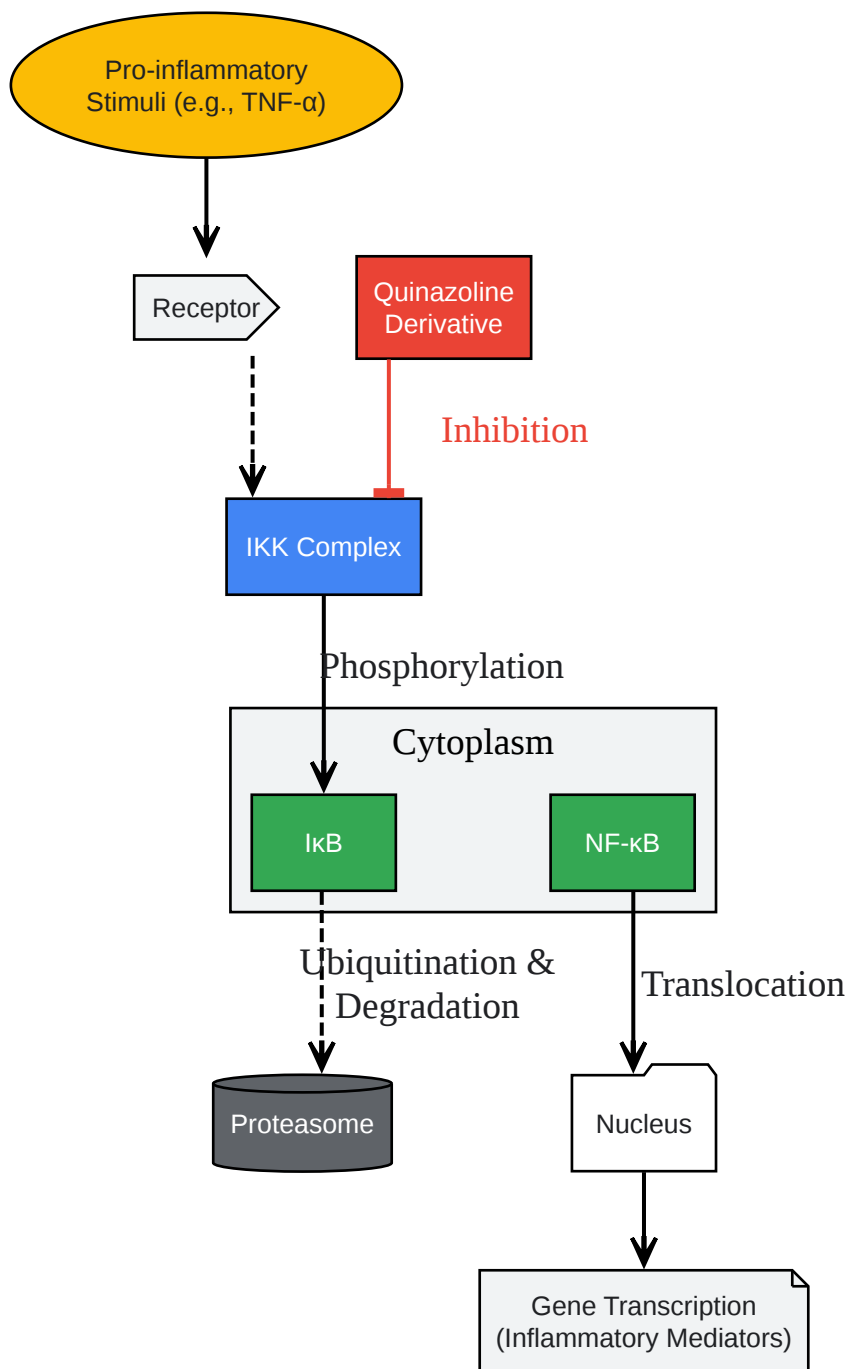 Pro-inflammatory
Stimuli (e.g., TNF-α)
Receptor
Quinazoline
Derivative
Inhibition
IKK Complex
Phosphorylation
Cytoplasm
IκB
NF-κB
Ubiquitination &
Degradation
Translocation
Proteasome
Nucleus
Gene Transcription
(Inflammatory Mediators)